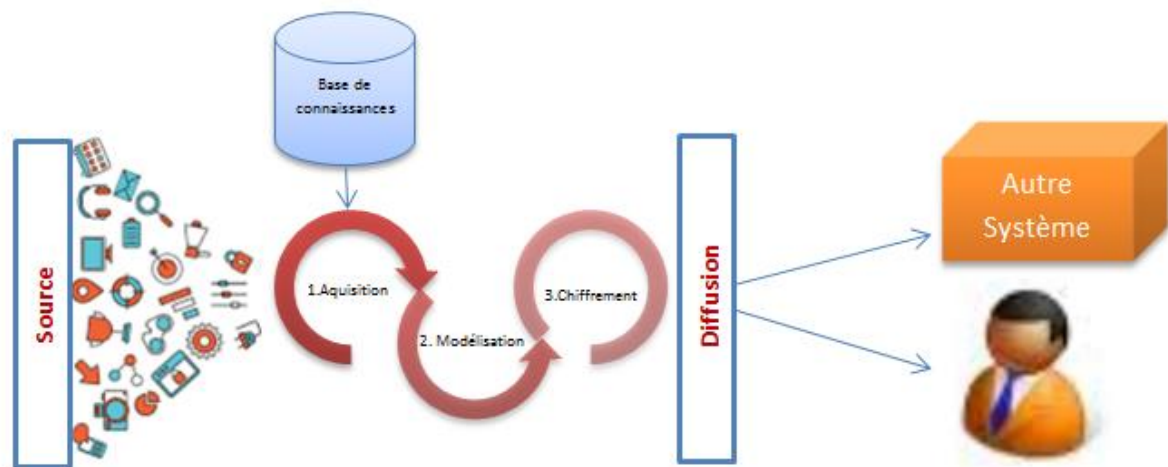 Base de
connaissances
Source
1.Aquisition
2. Modélisation
3.Chiffrement
Diffusion
Autre
Système